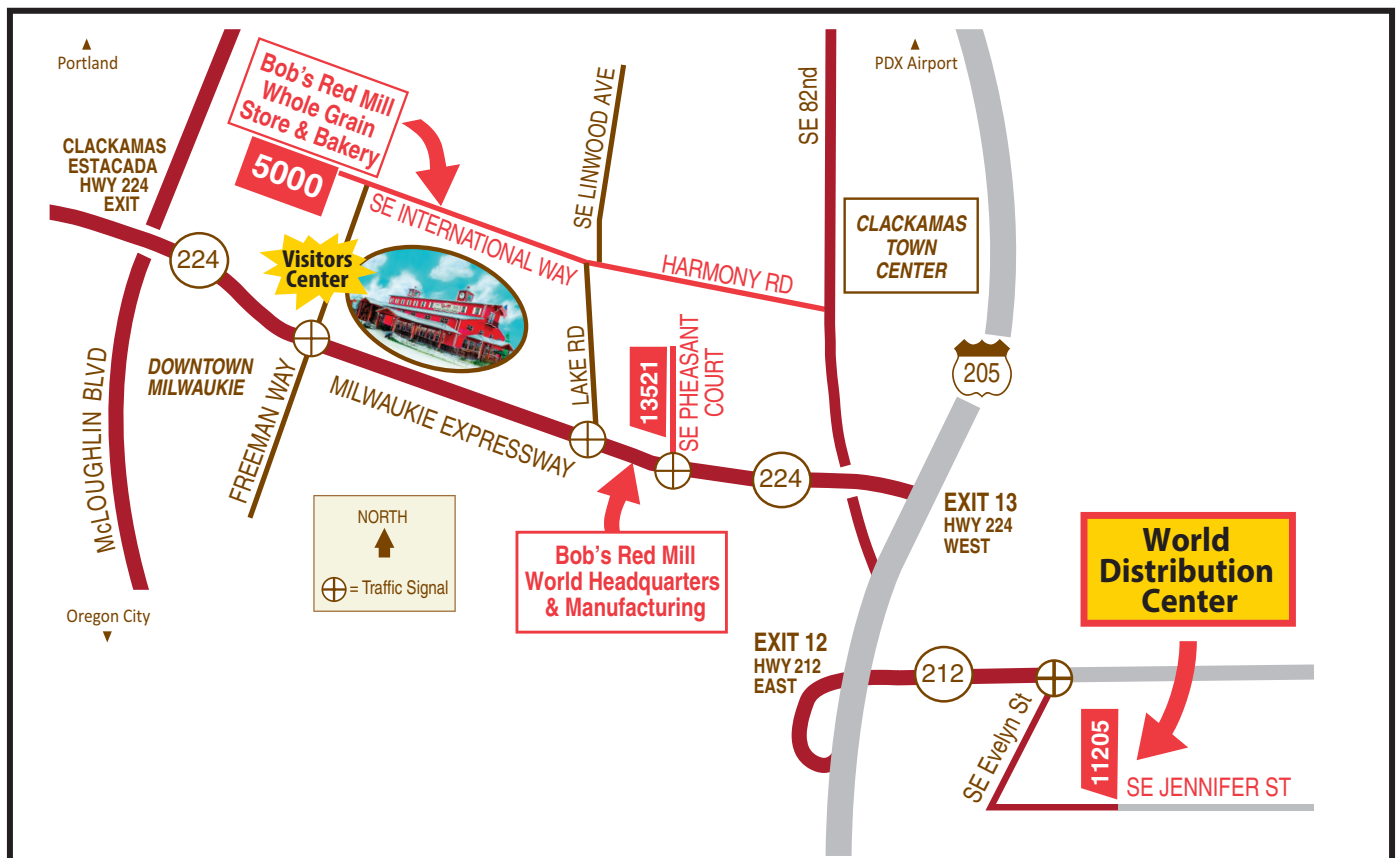 Portland
Bob's Red Mill
Whole Grain
Store & Bakery
5000
CLACKAMAS
ESTACADA
HWY 224
EXIT
224
Visitors
Center
SE INTERNATIONAL WAY
SE LINWOOD AVE
HARMONY RD
SE 82nd
PDX Airport
CLACKAMAS
TOWN
CENTER
205
DOWNTOWN
MILWAUKIE
McLOUGHLIN BLVD
FREEMAN WAY
MILWAUKIE EXPRESSWAY
LAKE RD
13521
SE PHEASANT
COURT
224
EXIT 13
HWY 224
WEST
NORTH
= Traffic Signal
Bob's Red Mill
World Headquarters
& Manufacturing
Oregon City
World
Distribution
Center
EXIT 12
HWY 212
EAST
212
SE Evelyn St
11205
SE JENNIFER ST